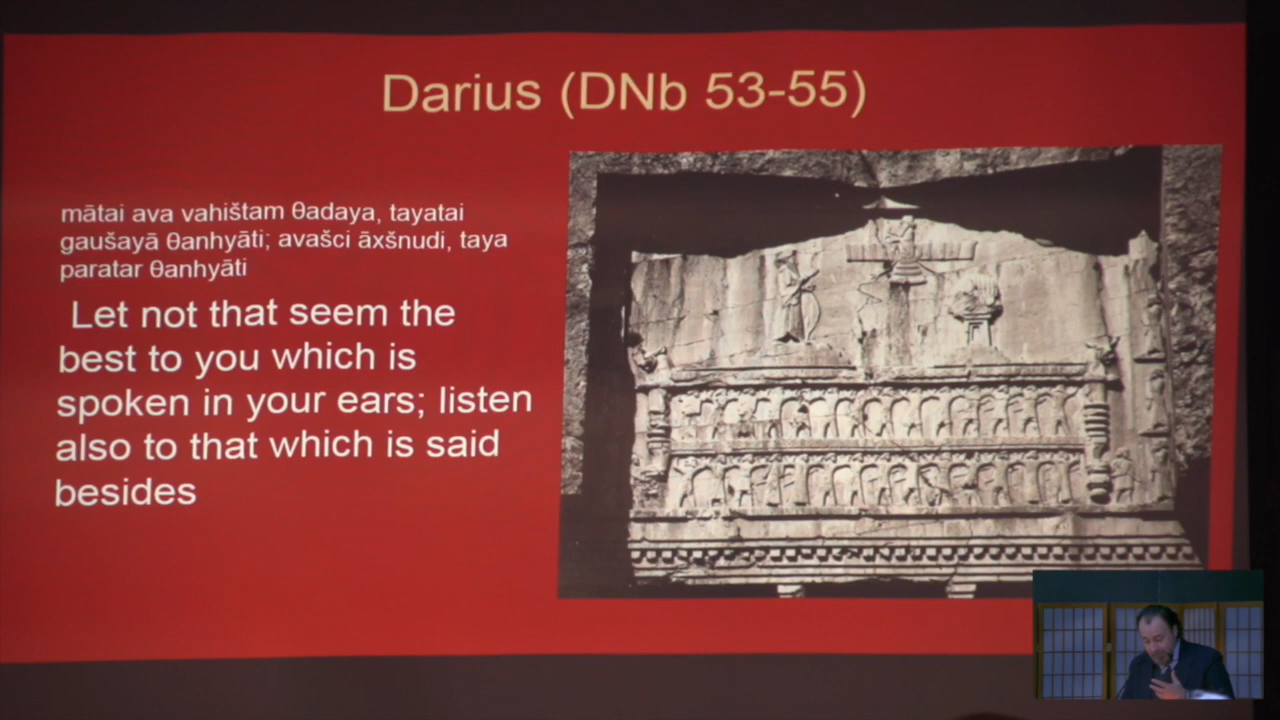 Darius (DNb 53-55)
mātai ava vahištam θadaya, tayatai
gaušayā θanhyāti; avašci āxšnudi, taya
paratar θanhyāti
Let not that seem the
best to you which is
spoken in your ears; listen
also to that which is said
besides